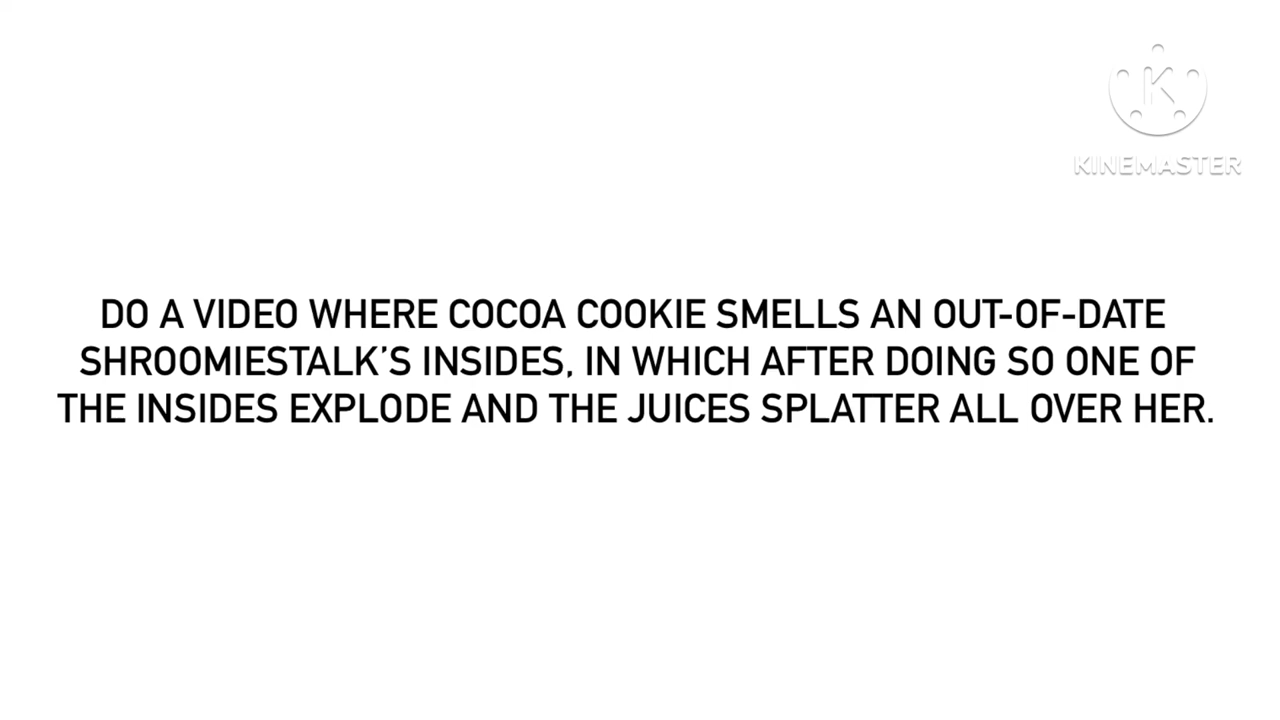 KINEMASTER
DO A VIDEO WHERE COCOA COOKIE SMELLS AN OUT-OF-DATE
SHROOMIESTALK’S INSIDES, IN WHICH AFTER DOING SO ONE OF
THE INSIDES EXPLODE AND THE JUICES SPLATTER ALL OVER HER.